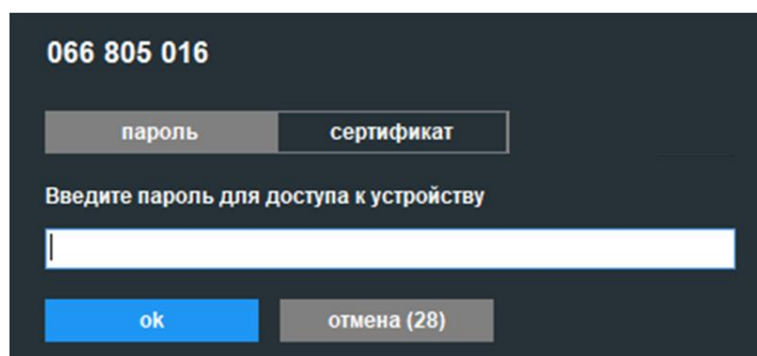 066 805 016
пароль сертификат
Введите пароль для доступа к устройству
ok отмена (28)